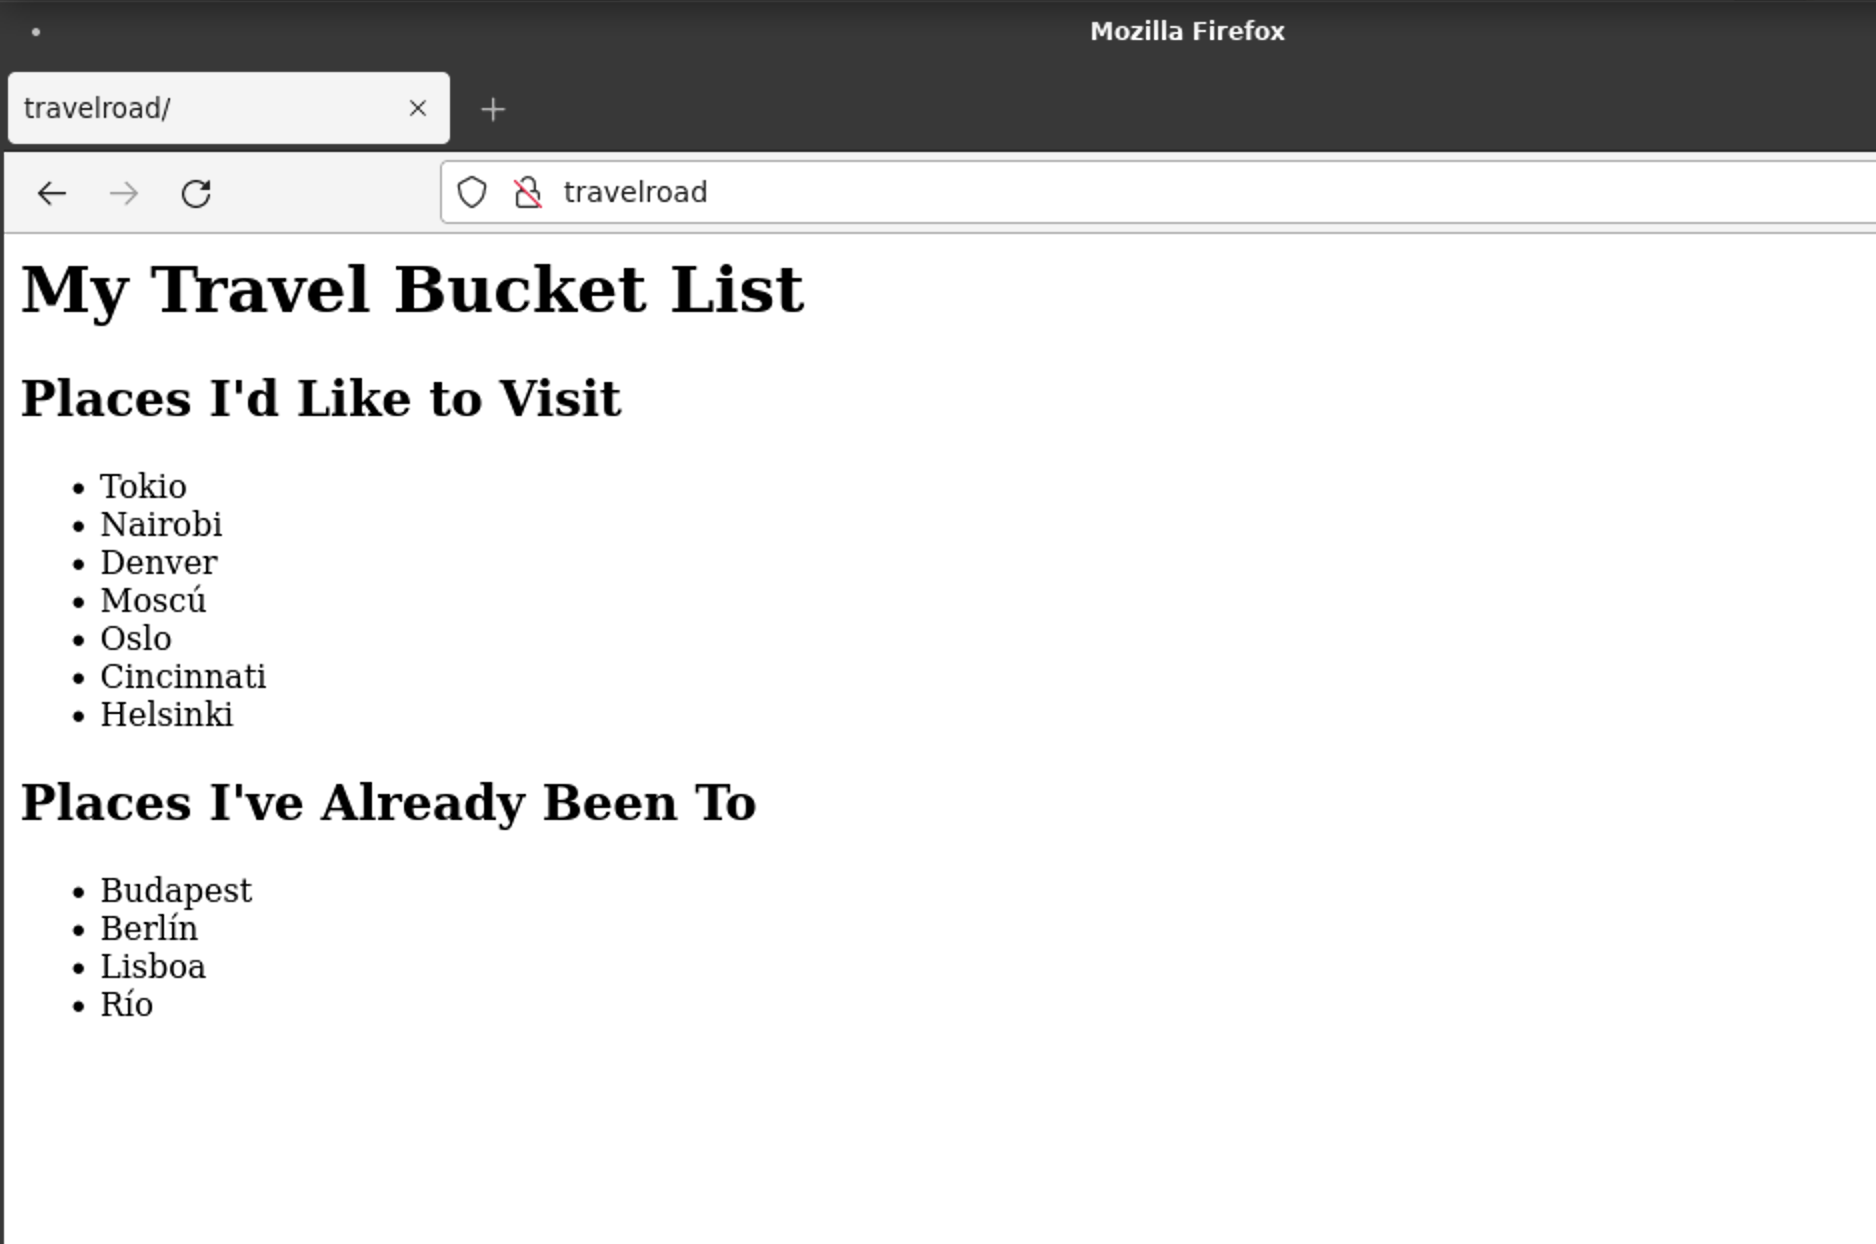 Mozilla Firefox
travelroad/
travelroad
My Travel Bucket List
Places I'd Like to Visit
Tokio
Nairobi
Denver
Moscú
Oslo
Cincinnati
Helsinki
Places I've Already Been To
Budapest
Berlín
Lisboa
Río